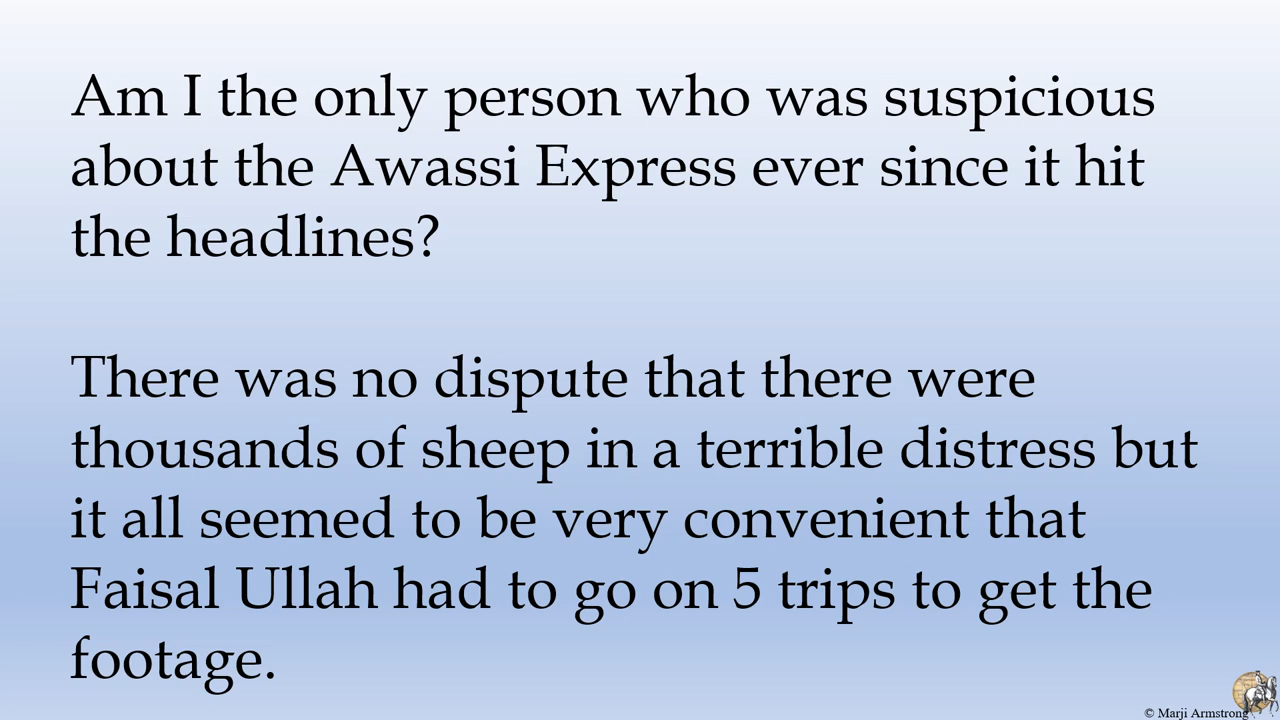 Am I the only person who was suspicious
about the Awassi Express ever since it hit
the headlines?
There was no dispute that there were
thousands of sheep in a terrible distress but
it all seemed to be very convenient that
Faisal Ullah had to go on 5 trips to get the
footage.
© Marji Armstrong